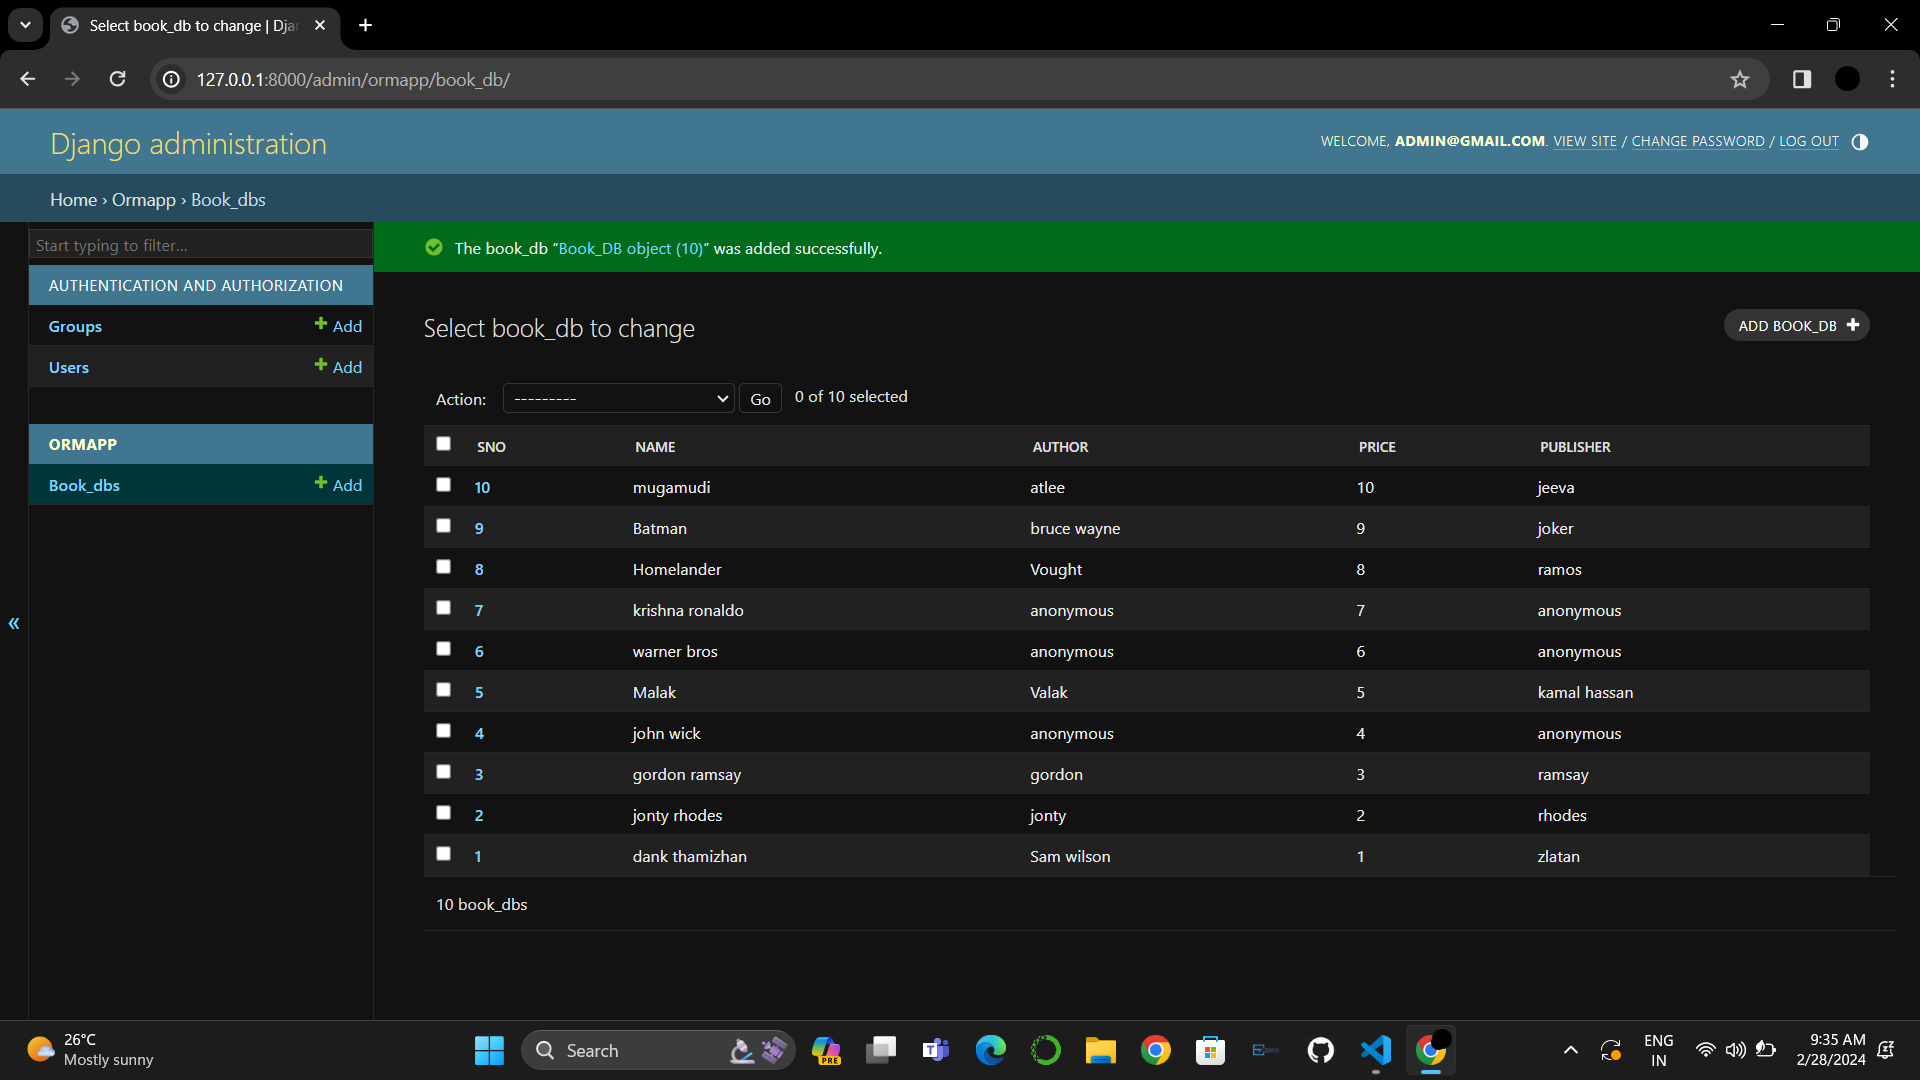 Select book_db to change | Dja
127.0.0.1:8000/admin/ormapp/book_db/
Django administration
WELCOME, ADMIN@GMAIL.COM. VIEW SITE / CHANGE PASSWORD / LOG OUT
Home › Ormapp › Book_dbs
Start typing to filter...
AUTHENTICATION AND AUTHORIZATION
Groups + Add
Users + Add
ORMAPP
Book_dbs + Add
«
The book_db “Book_DB object (10)” was added successfully.
Select book_db to change
ADD BOOK_DB +
Action: --------- Go 0 of 10 selected
SNO NAME AUTHOR PRICE PUBLISHER
10 mugamudi atlee 10 jeeva
9 Batman bruce wayne 9 joker
8 Homelander Vought 8 ramos
7 krishna ronaldo anonymous 7 anonymous
6 warner bros anonymous 6 anonymous
5 Malak Valak 5 kamal hassan
4 john wick anonymous 4 anonymous
3 gordon ramsay gordon 3 ramsay
2 jonty rhodes jonty 2 rhodes
1 dank thamizhan Sam wilson 1 zlatan
10 book_dbs
26°C
Mostly sunny
Search
PRE
ENG
IN
9:35 AM
2/28/2024